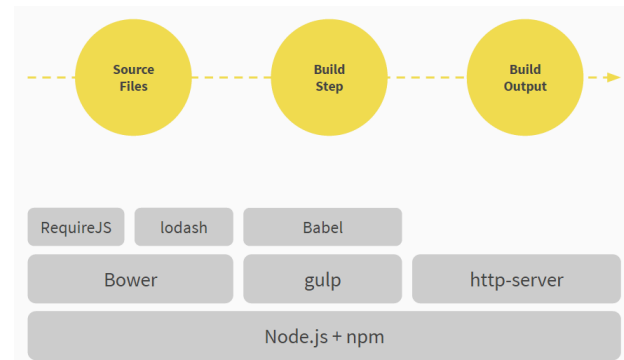 Source
Files
Build
Step
Build
Output
RequireJS
lodash
Babel
Bower
gulp
http-server
Node.js + npm